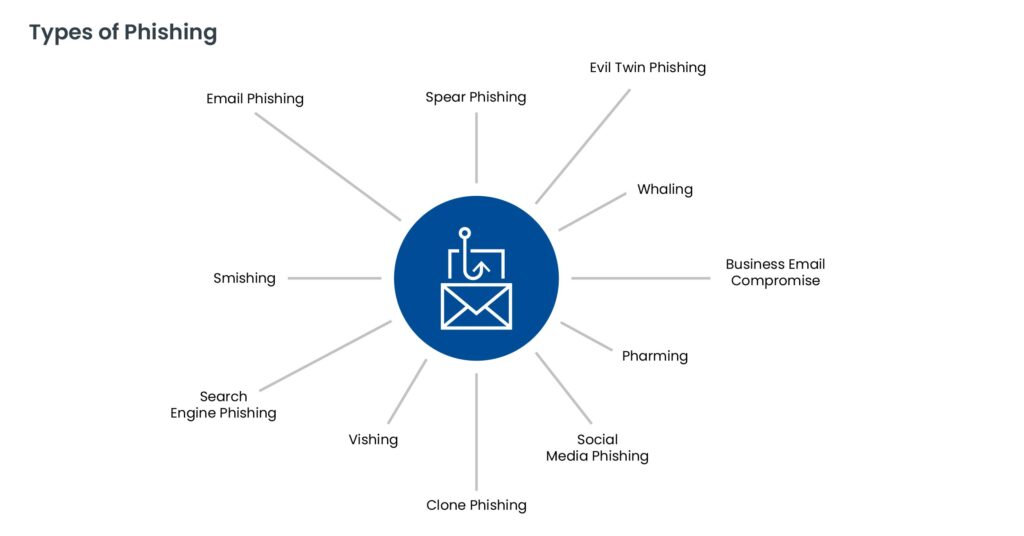 Types of Phishing
Evil Twin Phishing
Email Phishing
Spear Phishing
Whaling
Smishing
Business Email
Compromise
Pharming
Search
Engine Phishing
Vishing
Social
Media Phishing
Clone Phishing